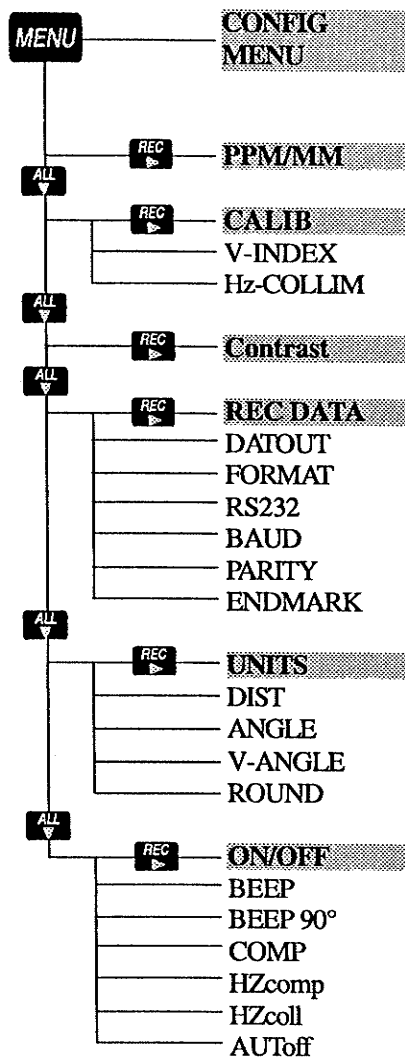 MENU CONFIG
MENU
REC PPM/MM
ALL
REC CALIB
V-INDEX
Hz-COLLIM
ALL
REC Contrast
ALL
REC REC DATA
DATOUT
FORMAT
RS232
BAUD
PARITY
ENDMARK
ALL
REC UNITS
DIST
ANGLE
V-ANGLE
ROUND
ALL
REC ON/OFF
BEEP
BEEP 90°
COMP
HZcomp
HZcoll
AUToff